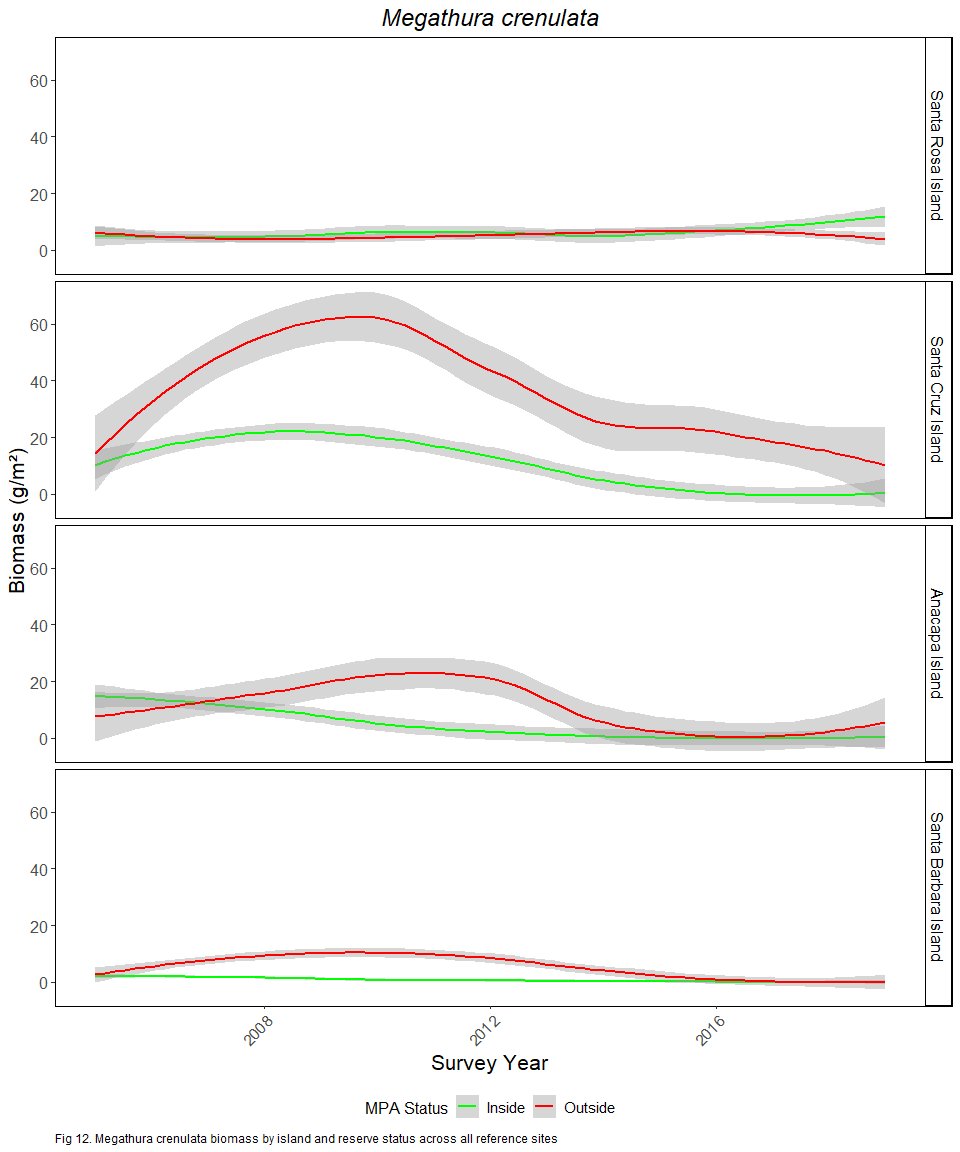 Megathura crenulata
60
40
20
0
Santa Rosa Island
60
40
20
0
Santa Cruz Island
Biomass (g/m²)
60
40
20
0
Anacapa Island
60
40
20
0
Santa Barbara Island
2008
2012
2016
Survey Year
MPA Status Inside Outside
Fig 12. Megathura crenulata biomass by island and reserve status across all reference sites